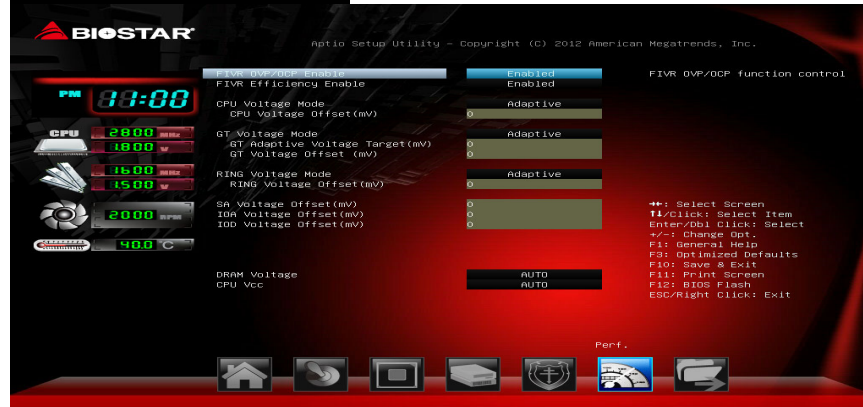 BIOSTAR
Aptio Setup Utility – Copyright (C) 2012 American Megatrends, Inc.
FIVR OVP/OCP Enable Enabled FIVR OVP/OCP function control
FIVR Efficiency Enable Enabled
PM 11:00
CPU Voltage Mode Adaptive
CPU Voltage Offset(mV) 0
CPU 2800 MHz
1.800 v
GT Voltage Mode Adaptive
GT Adaptive Voltage Target(mV) 0
GT Voltage Offset (mV) 0
1600 MHz
1.500 v
RING Voltage Mode Adaptive
RING Voltage Offset(mV) 0
SA Voltage Offset(mV) 0
IOA Voltage Offset(mV) 0
IOD Voltage Offset(mV) 0
2000 RPM
40.0 °C
→←: Select Screen
↑↓/Click: Select Item
Enter/Dbl Click: Select
+/-: Change Opt.
F1: General Help
F3: Optimized Defaults
F10: Save & Exit
F11: Print Screen
F12: BIOS Flash
ESC/Right Click: Exit
DRAM Voltage AUTO
CPU Vcc AUTO
Perf.